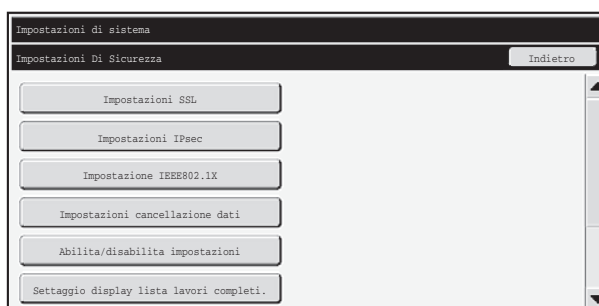 Impostazioni di sistema
Impostazioni Di Sicurezza
Indietro
Impostazioni SSL
Impostazioni IPsec
Impostazione IEEE802.1X
Impostazioni cancellazione dati
Abilita/disabilita impostazioni
Settaggio display lista lavori completi.